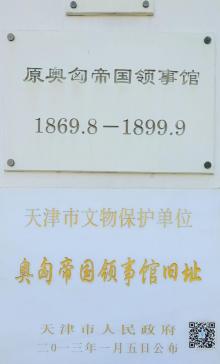 原奥匈帝国领事馆
1869.8－1899.9
天津市文物保护单位
奥匈帝国领事馆旧址
天津市人民政府
二〇一三年一月五日公布